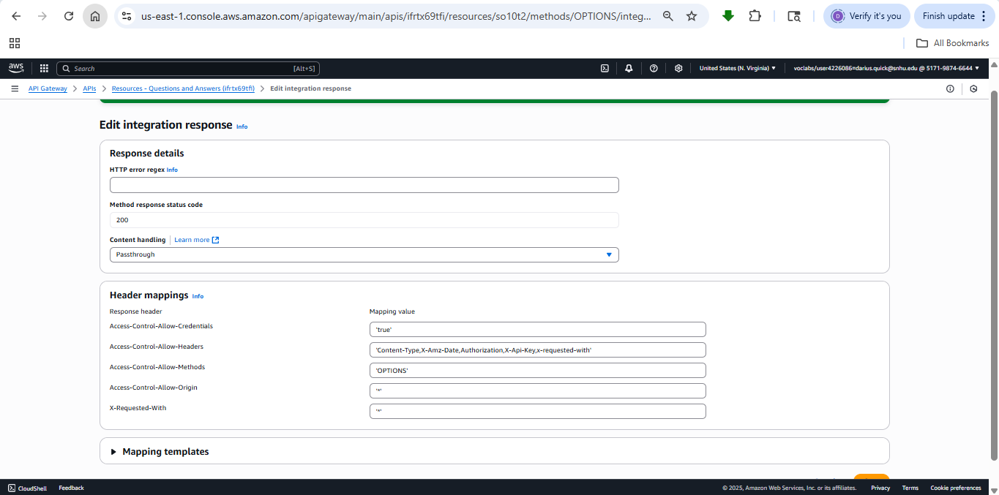 us-east-1.console.aws.amazon.com/apigateway/main/apis/ifrtx69tfi/resources/so10t2/methods/OPTIONS/integ...
D Verify it's you
Finish update
All Bookmarks
aws
Search [Alt+S]
United States (N. Virginia)
voclabs/user4226086=darius.quick@snhu.edu @ 5171-9874-6644
API Gateway > APIs > Resources - Questions and Answers (ifrtx69tfi) > Edit integration response
Edit integration response Info
Response details
HTTP error regex Info
Method response status code
200
Content handling Learn more
Passthrough
Header mappings Info
Response header Mapping value
Access-Control-Allow-Credentials 'true'
Access-Control-Allow-Headers 'Content-Type,X-Amz-Date,Authorization,X-Api-Key,x-requested-with'
Access-Control-Allow-Methods 'OPTIONS'
Access-Control-Allow-Origin '*'
X-Requested-With '*'
Mapping templates
CloudShell Feedback © 2025, Amazon Web Services, Inc. or its affiliates. Privacy Terms Cookie preferences